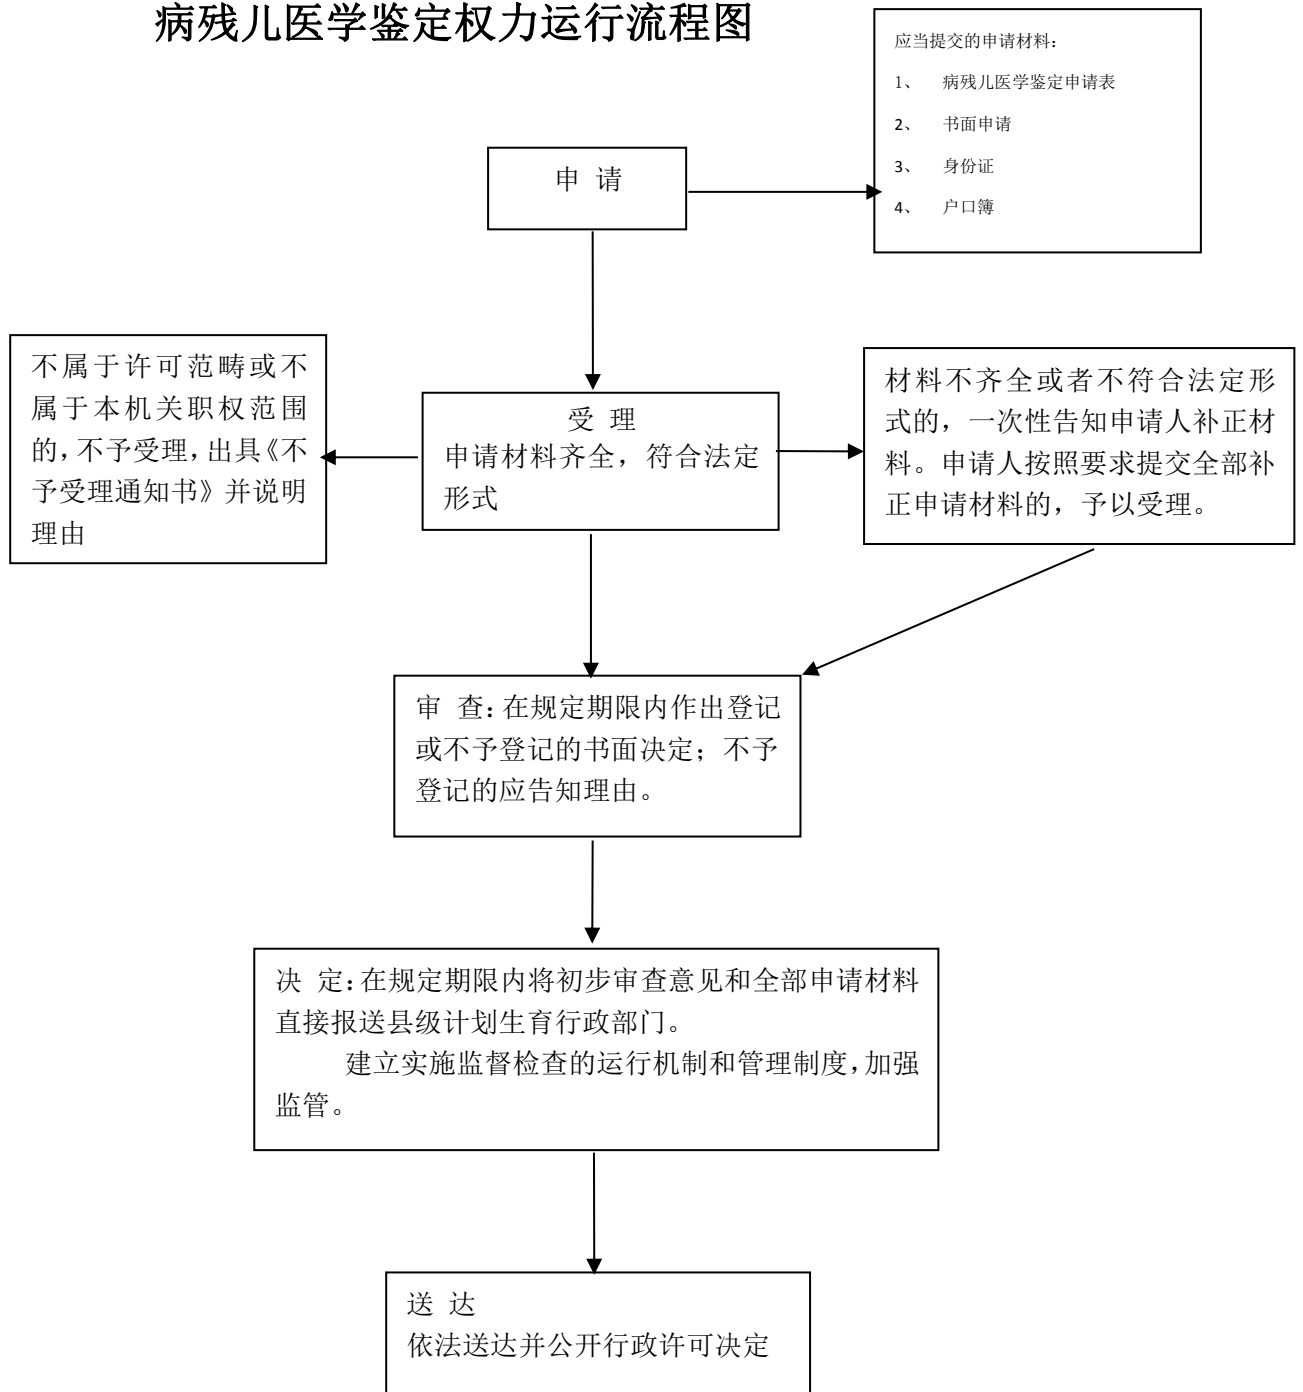 病残儿医学鉴定权力运行流程图
应当提交的申请材料：
1、 病残儿医学鉴定申请表
2、 书面申请
3、 身份证
4、 户口簿
申 请
不属于许可范畴或不
属于本机关职权范围
的，不予受理，出具《不
予受理通知书》并说明
理由
受 理
申请材料齐全，符合法定
形式
材料不齐全或者不符合法定形
式的，一次性告知申请人补正材
料。申请人按照要求提交全部补
正申请材料的，予以受理。
审 查：在规定期限内作出登记
或不予登记的书面决定；不予
登记的应告知理由。
决 定：在规定期限内将初步审查意见和全部申请材料
直接报送县级计划生育行政部门。
建立实施监督检查的运行机制和管理制度，加强
监管。
送 达
依法送达并公开行政许可决定